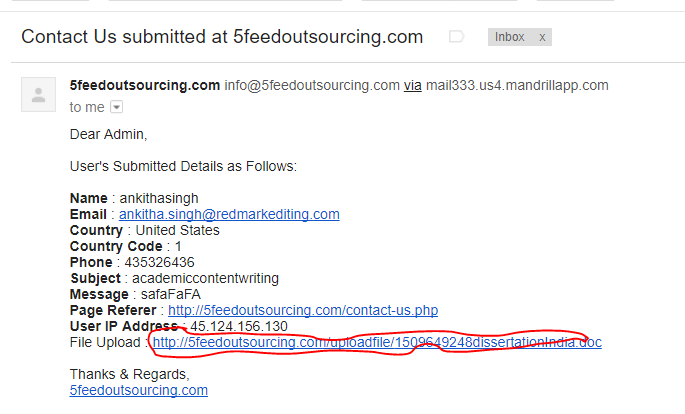 Contact Us submitted at 5feedoutsourcing.com Inbox x
5feedoutsourcing.com info@5feedoutsourcing.com via mail333.us4.mandrillapp.com
to me
Dear Admin,
User's Submitted Details as Follows:
Name : ankithasingh
Email : ankitha.singh@redmarkediting.com
Country : United States
Country Code : 1
Phone : 435326436
Subject : academiccontentwriting
Message : safaFaFA
Page Referer : http://5feedoutsourcing.com/contact-us.php
User IP Address : 45.124.156.130
File Upload : http://5feedoutsourcing.com/uploadfile/1509649248dissertationIndia.doc
Thanks & Regards,
5feedoutsourcing.com